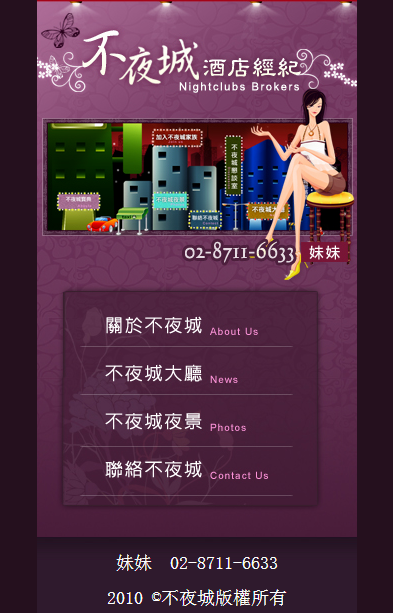 不夜城酒店經紀
Nightclubs Brokers
加入不夜城家族
不夜城懇談室
不夜城寶典
不夜城夜景
不夜城大廳
聯絡不夜城
02-8711-6633 妹妹
關於不夜城 About Us
不夜城大廳 News
不夜城夜景 Photos
聯絡不夜城 Contact Us
妹妹 02-8711-6633
2010 ©不夜城版權所有